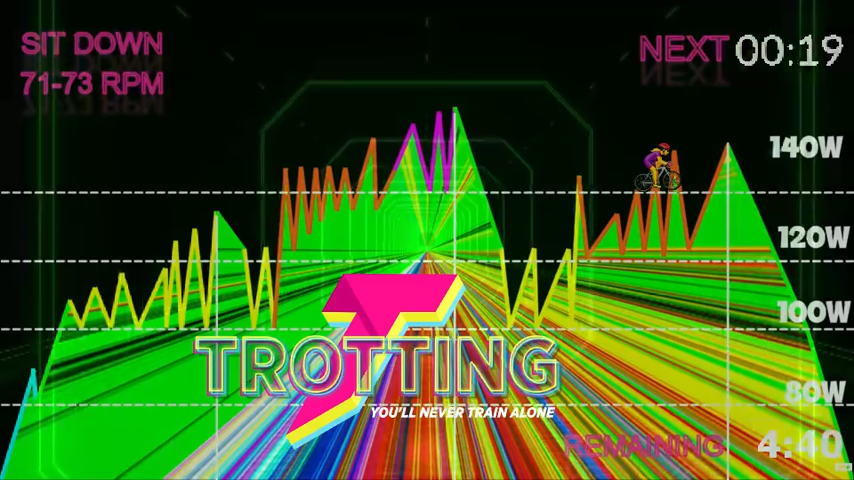 SIT DOWN
71-73 RPM
NEXT 00:19
140W
120W
100W
TROTTING
80W
YOU'LL NEVER TRAIN ALONE
REMAINING 4:40